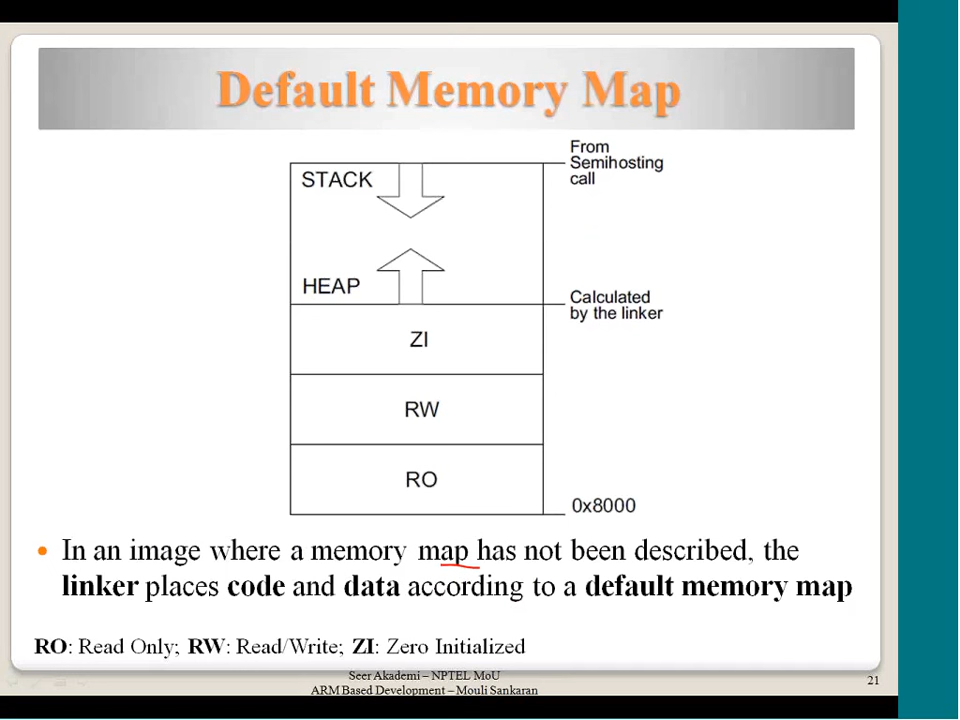 Default Memory Map
From
Semihosting
call
STACK
HEAP
Calculated
by the linker
ZI
RW
RO
0x8000
In an image where a memory map has not been described, the
linker places code and data according to a default memory map
RO: Read Only; RW: Read/Write; ZI: Zero Initialized
Seer Akademi – NPTEL MoU
ARM Based Development – Mouli Sankaran
21